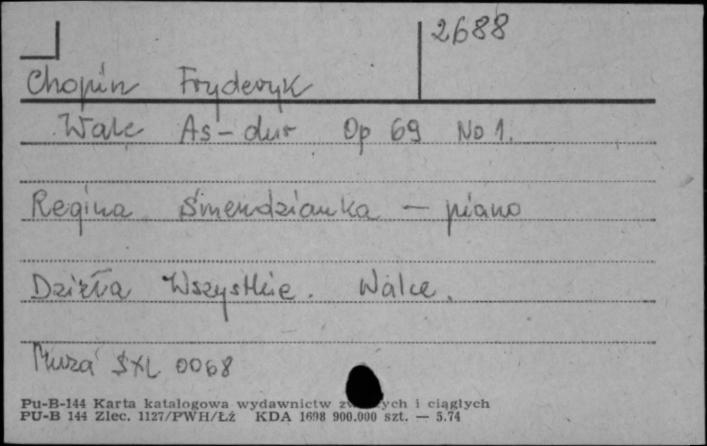 2688
Chopin Fryderyk
Walc As-dur Op 69 No 1.
Regina Smendzianka - piano
Dzieła Wszystkie. Walce.
Muza SXL 0068
Pu-B-144 Karta katalogowa wydawnictw i ciągłych
PU-B 144 Zlec. 1127/PWH/Łż KDA 1698 900.000 szt. — 5.74